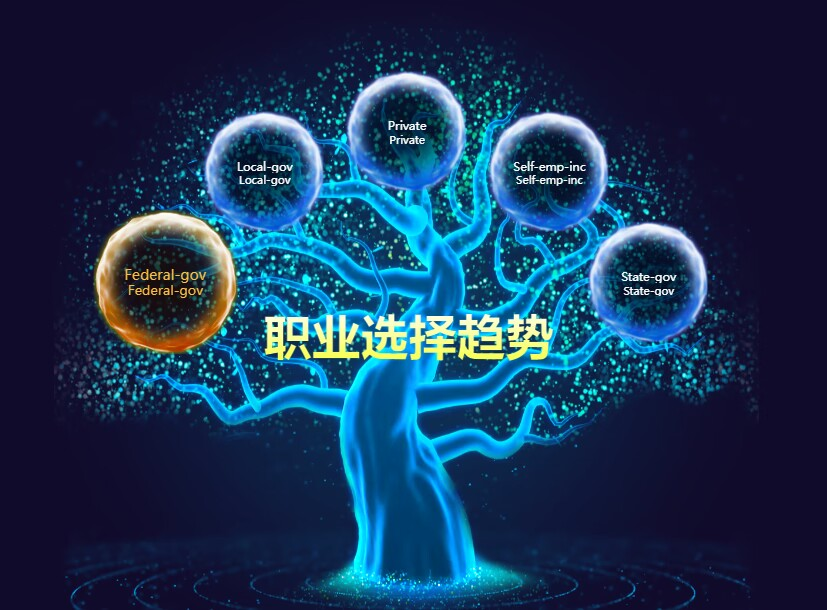 Private
Private
Local-gov
Local-gov
Self-emp-inc
Self-emp-inc
Federal-gov
Federal-gov
State-gov
State-gov
职业选择趋势